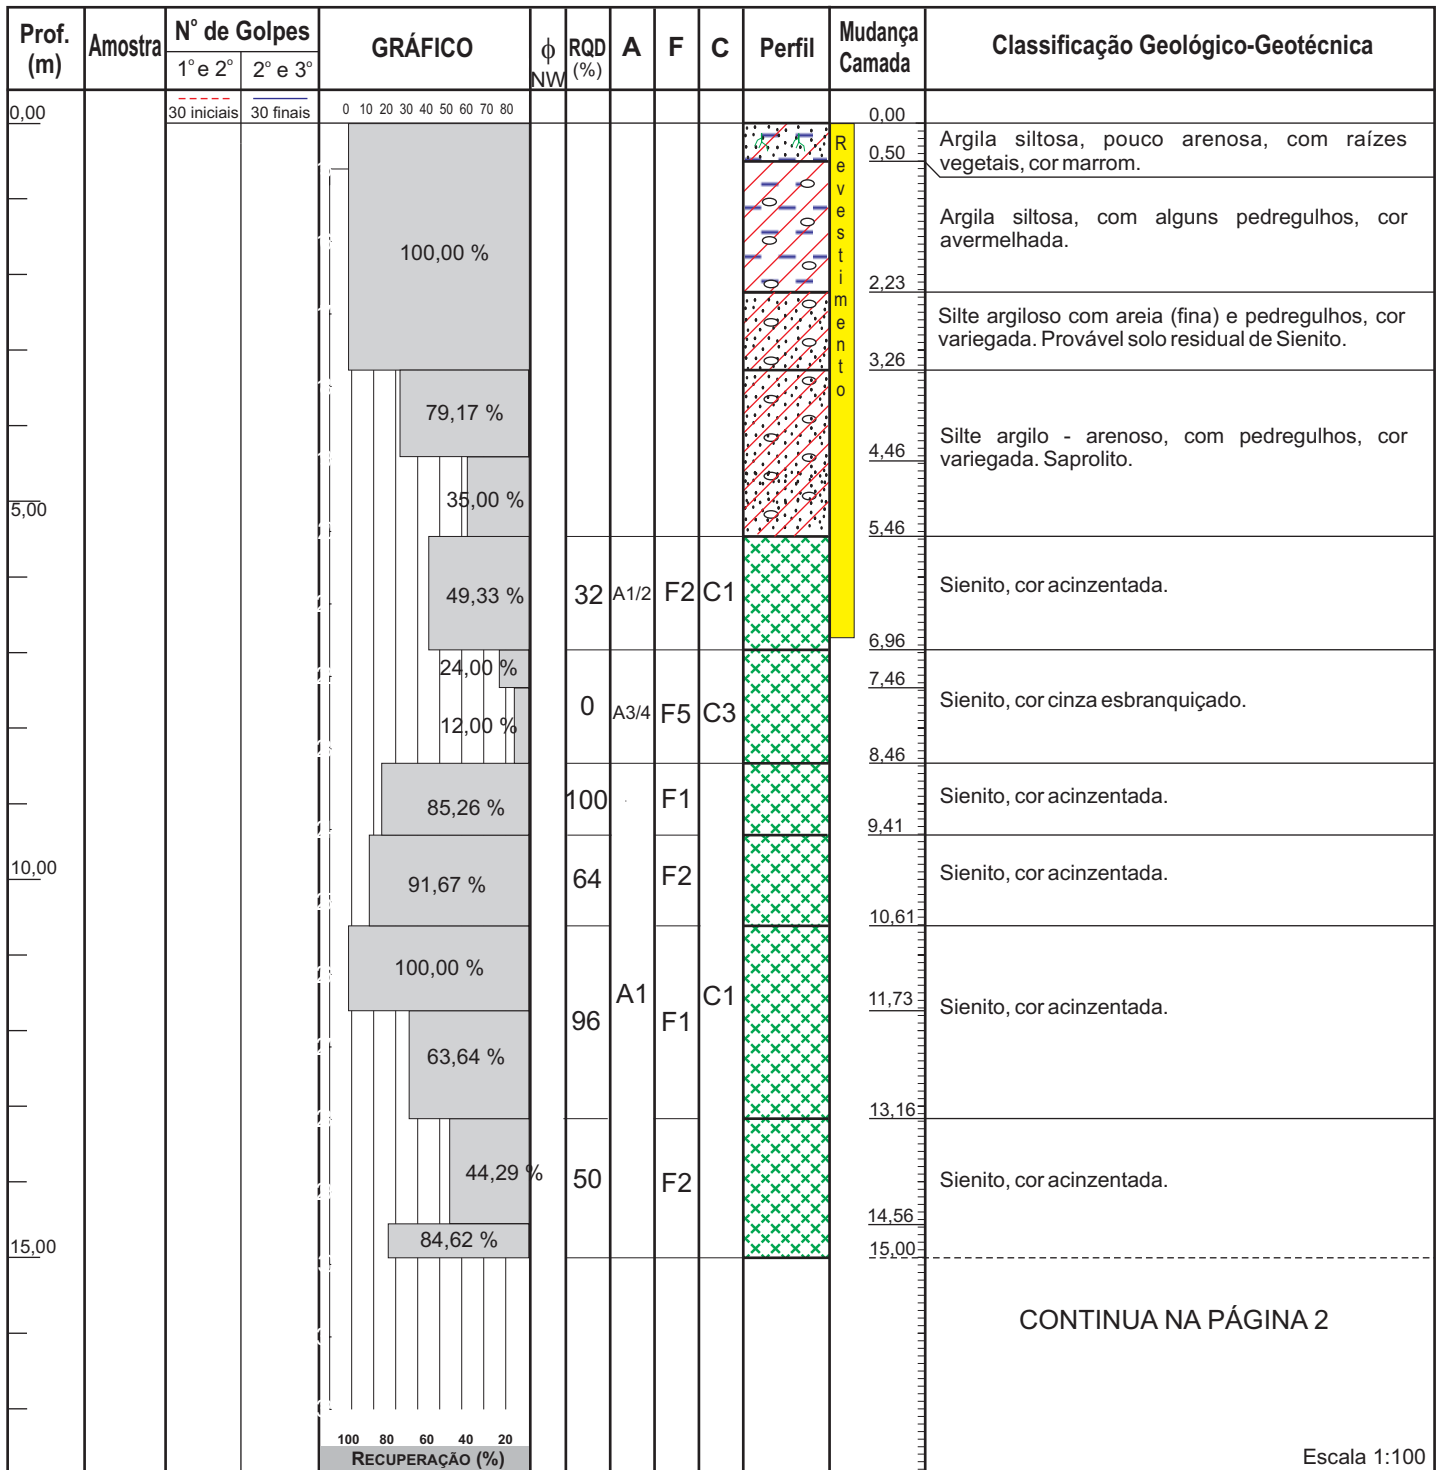 Prof. (m) Amostra N° de Golpes GRÁFICO ϕ NW RQD (%) A F C Perfil Mudança Camada Classificação Geológico-Geotécnica
1° e 2° 2° e 3°
30 iniciais 30 finais
0 10 20 30 40 50 60 70 80
0,00
5,00
10,00
15,00
100,00 %
79,17 %
35,00 %
49,33 %
24,00 %
12,00 %
85,26 %
91,67 %
100,00 %
63,64 %
44,29 %
84,62 %
100 80 60 40 20
RECUPERAÇÃO (%)
32 A1/2 F2 C1
0 A3/4 F5 C3
100 F1
64 F2
96 A1 F1 C1
50 F2
Revestimento
0,00
0,50
2,23
3,26
4,46
5,46
6,96
7,46
8,46
9,41
10,61
11,73
13,16
14,56
15,00
Argila siltosa, pouco arenosa, com raízes
vegetais, cor marrom.
Argila siltosa, com alguns pedregulhos, cor
avermelhada.
Silte argiloso com areia (fina) e pedregulhos, cor
variegada. Provável solo residual de Sienito.
Silte argilo - arenoso, com pedregulhos, cor
variegada. Saprolito.
Sienito, cor acinzentada.
Sienito, cor cinza esbranquiçado.
Sienito, cor acinzentada.
Sienito, cor acinzentada.
Sienito, cor acinzentada.
Sienito, cor acinzentada.
CONTINUA NA PÁGINA 2
Escala 1:100